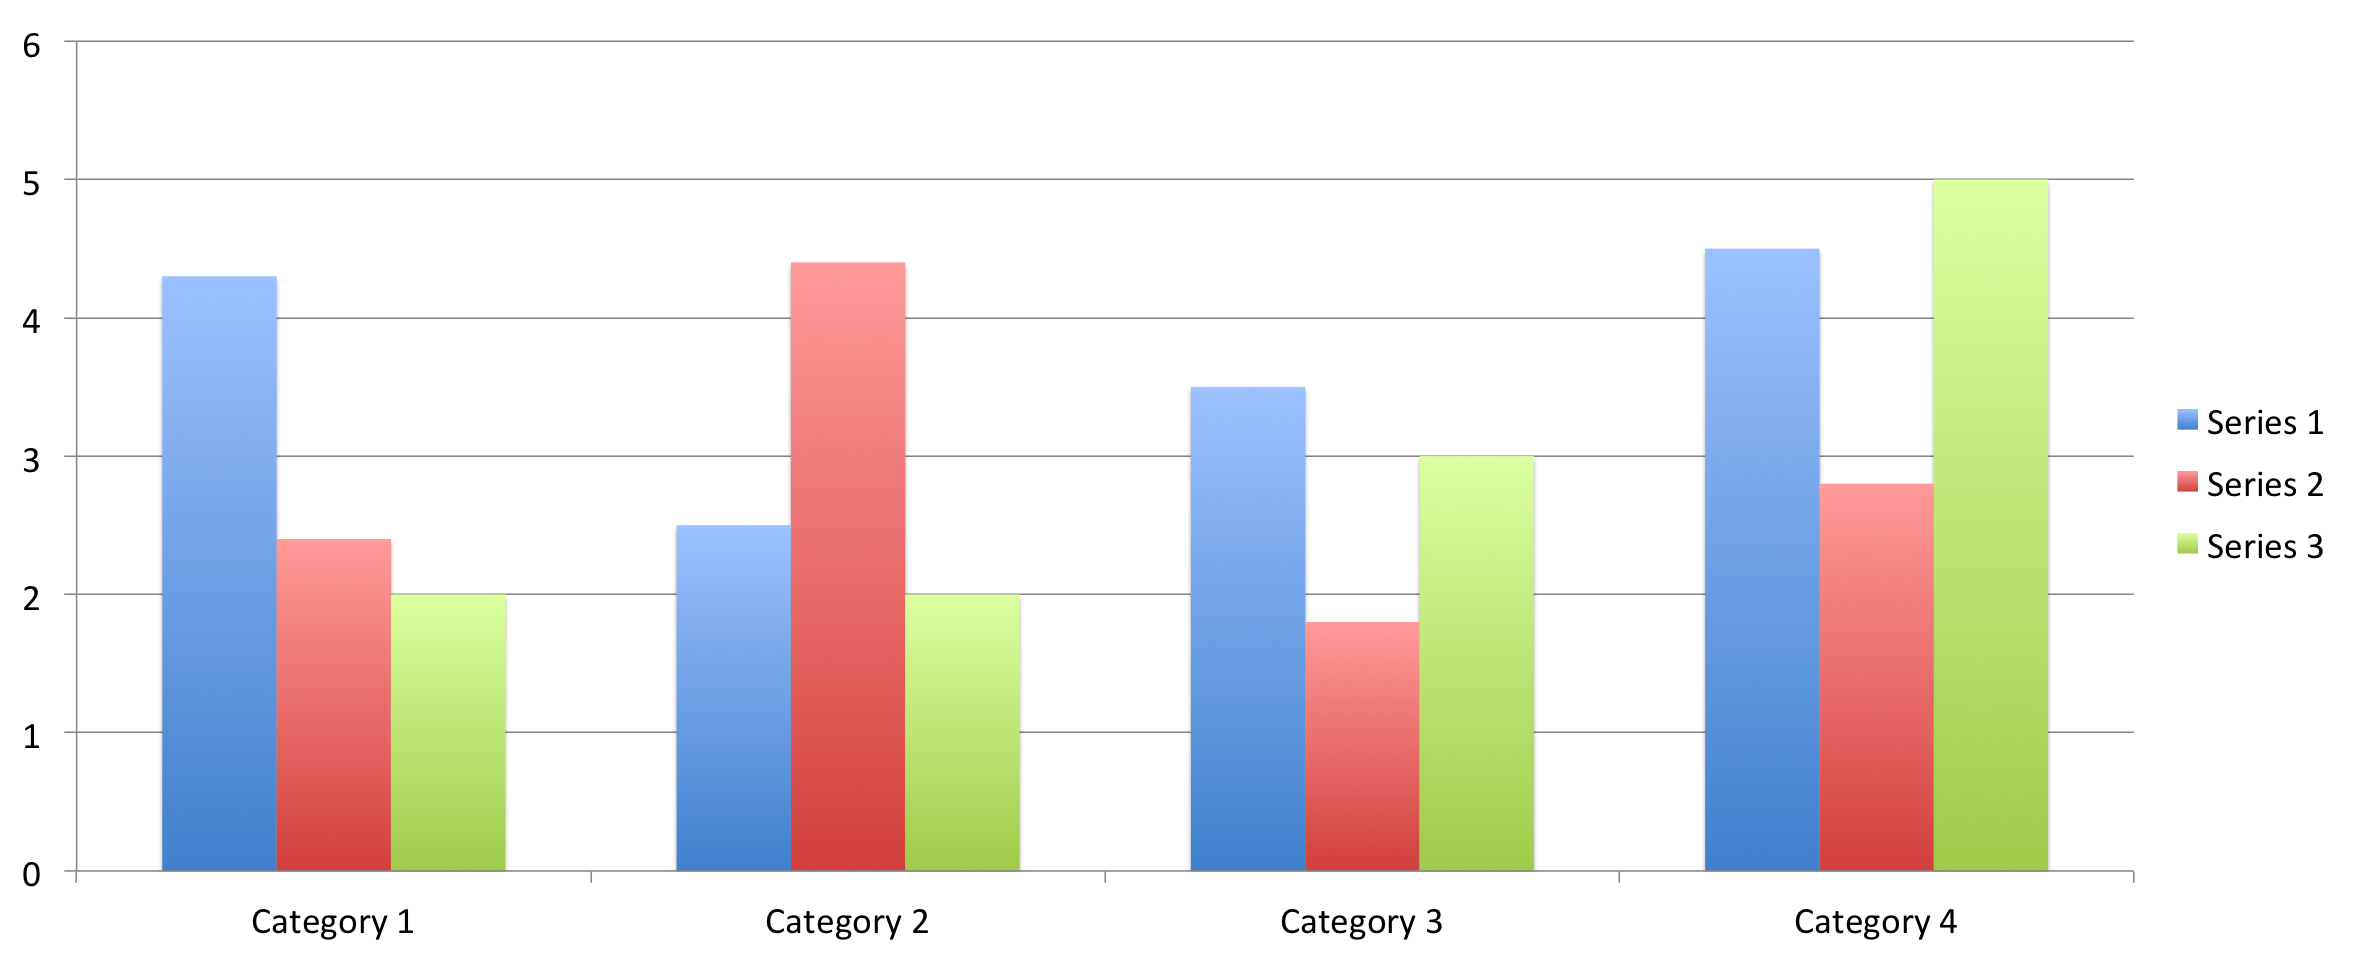 6
5
4
3
2
1
0
Category 1
Category 2
Category 3
Category 4
Series 1
Series 2
Series 3